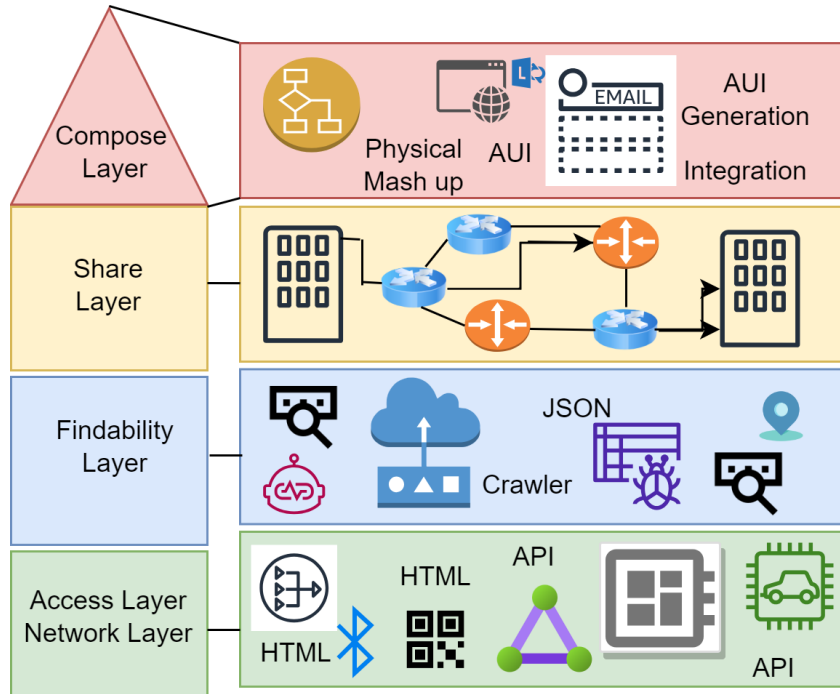 Compose
Layer
Physical
Mash up
AUI
L
EMAIL
AUI
Generation
Integration
Share
Layer
Findability
Layer
Crawler
JSON
Access Layer
Network Layer
HTML
HTML
API
API